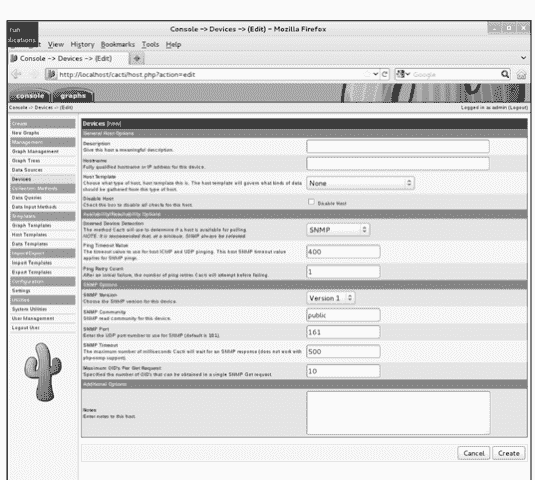 run
Console -> Devices -> (Edit) - Mozilla Firefox
lications
View History Bookmarks Tools Help
Console -> Devices -> (Edit)
http://localhost/cacti/host.php?action=edit
Google
console graphs
Console -> Devices -> (Edit)
Logged in as admin (Logout)
Create
New Graphs
Management
Graph Management
Graph Trees
Data Sources
Devices
Collection Methods
Data Queries
Data Input Methods
Templates
Graph Templates
Host Templates
Data Templates
Import/Export
Import Templates
Export Templates
Configuration
Settings
Utilities
System Utilities
User Management
Logout User
Devices [new]
General Host Options
Description
Give this host a meaningful description.
Hostname
Fully qualified hostname or IP address for this device.
Host Template
Choose what type of host, host template this is. The host template will govern what kinds of data should be gathered from this type of host.
None
Disable Host
Check this box to disable all checks for this host.
Disable Host
Availability/Reachability Options
Downed Device Detection
The method Cacti will use to determine if a host is available for polling.
NOTE: It is recommended that, at a minimum, SNMP always be selected.
SNMP
Ping Timeout Value
The timeout value to use for host ICMP and UDP pinging. This host SNMP timeout value applies for SNMP pings.
400
Ping Retry Count
After an initial failure, the number of ping retries Cacti will attempt before failing.
1
SNMP Options
SNMP Version
Choose the SNMP version for this device.
Version 1
SNMP Community
SNMP read community for this device.
public
SNMP Port
Enter the UDP port number to use for SNMP (default is 161).
161
SNMP Timeout
The maximum number of milliseconds Cacti will wait for an SNMP response (does not work with php-snmp support).
500
Maximum OID's Per Get Request
Specified the number of OID's that can be obtained in a single SNMP Get request.
10
Additional Options
Notes
Enter notes to this host.
Cancel Create